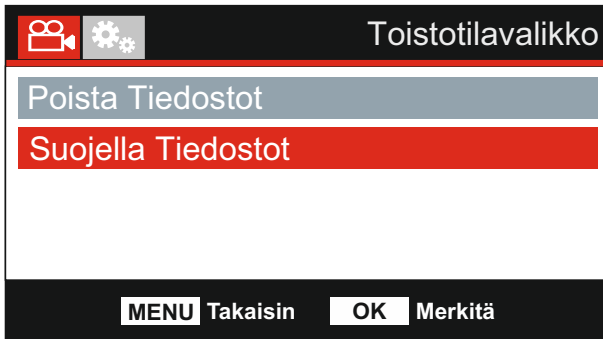 Toistotilavalikko
Poista Tiedostot
Suojella Tiedostot
MENU Takaisin OK Merkitä